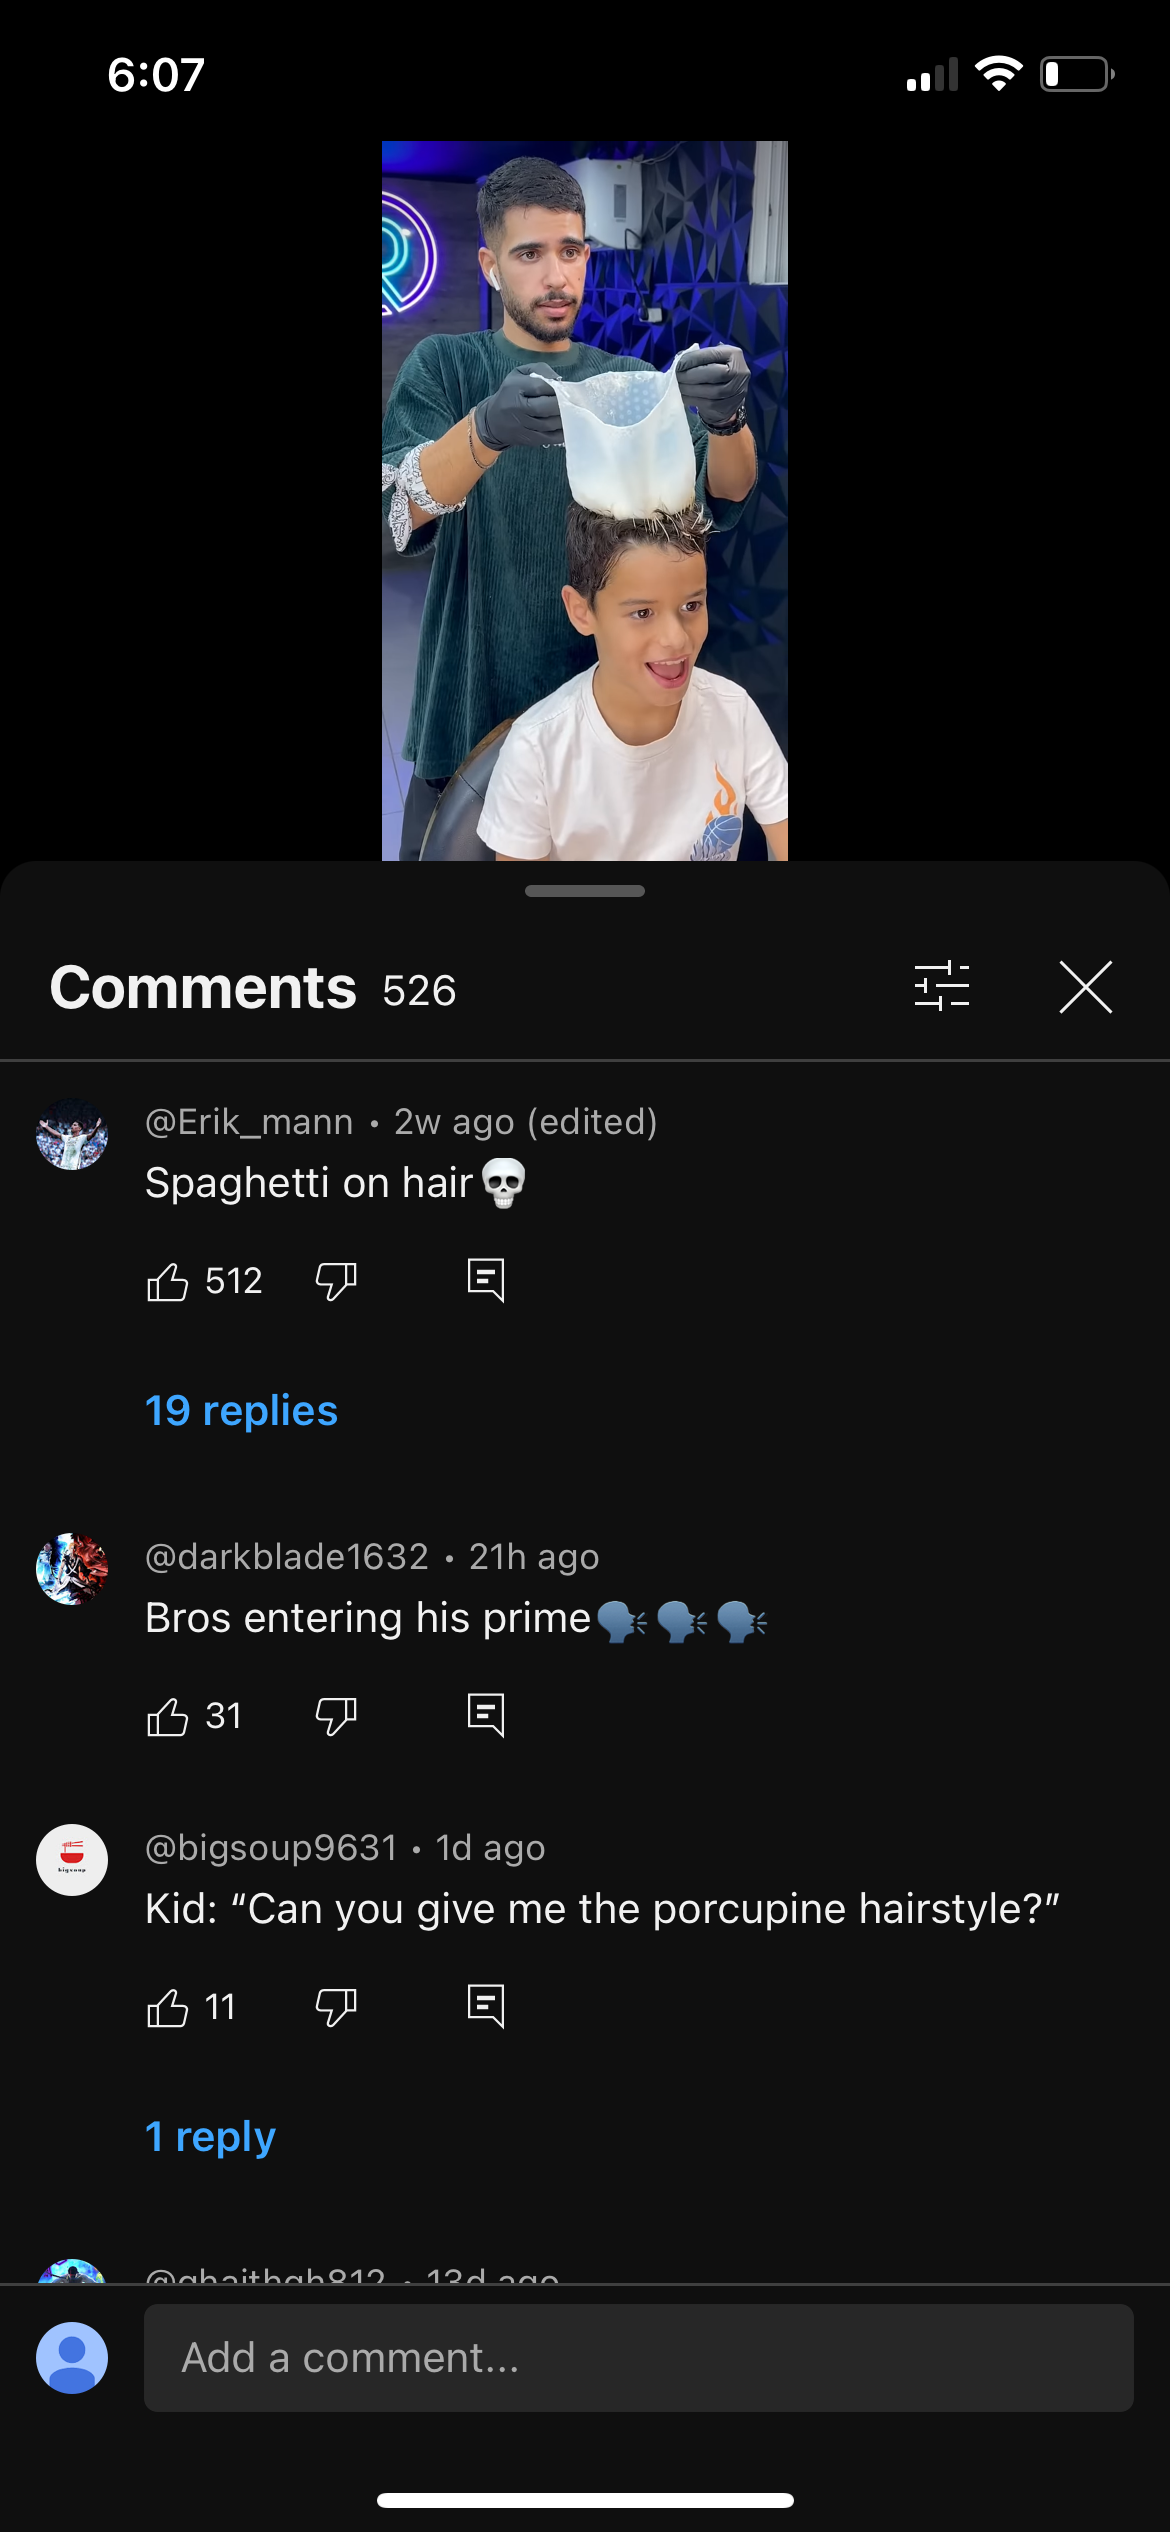 6:07
R
Comments 526
@Erik_mann • 2w ago (edited)
Spaghetti on hair💀
512
19 replies
@darkblade1632 • 21h ago
Bros entering his prime🗣️🗣️🗣️
31
@bigsoup9631 • 1d ago
bigsoup
Kid: “Can you give me the porcupine hairstyle?”
11
1 reply
@ghaithgh812 • 13d ago
Add a comment...